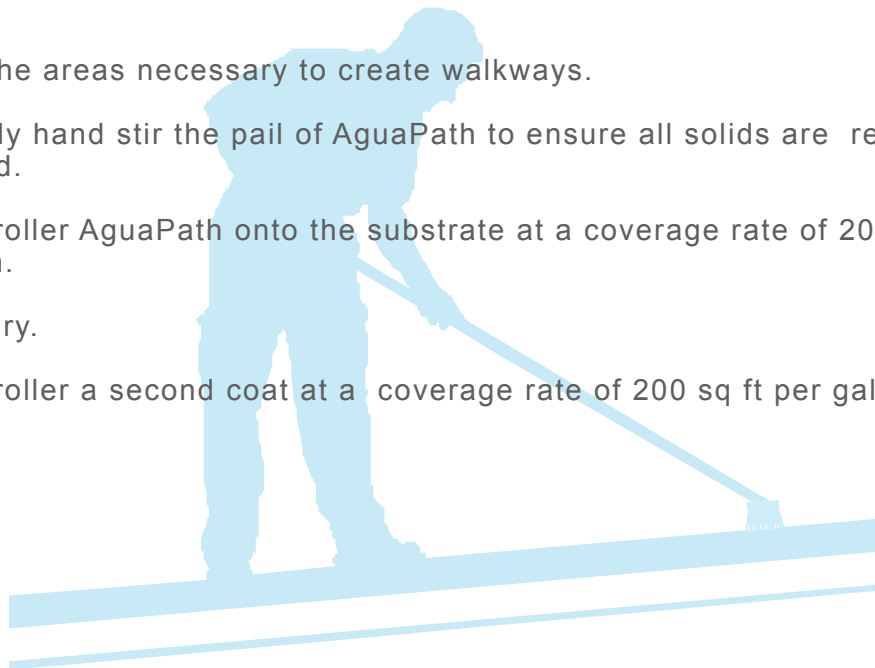 he areas necessary to create walkways.
ly hand stir the pail of AguaPath to ensure all solids are re
d.
roller AguaPath onto the substrate at a coverage rate of 20
.
ry.
roller a second coat at a coverage rate of 200 sq ft per gal